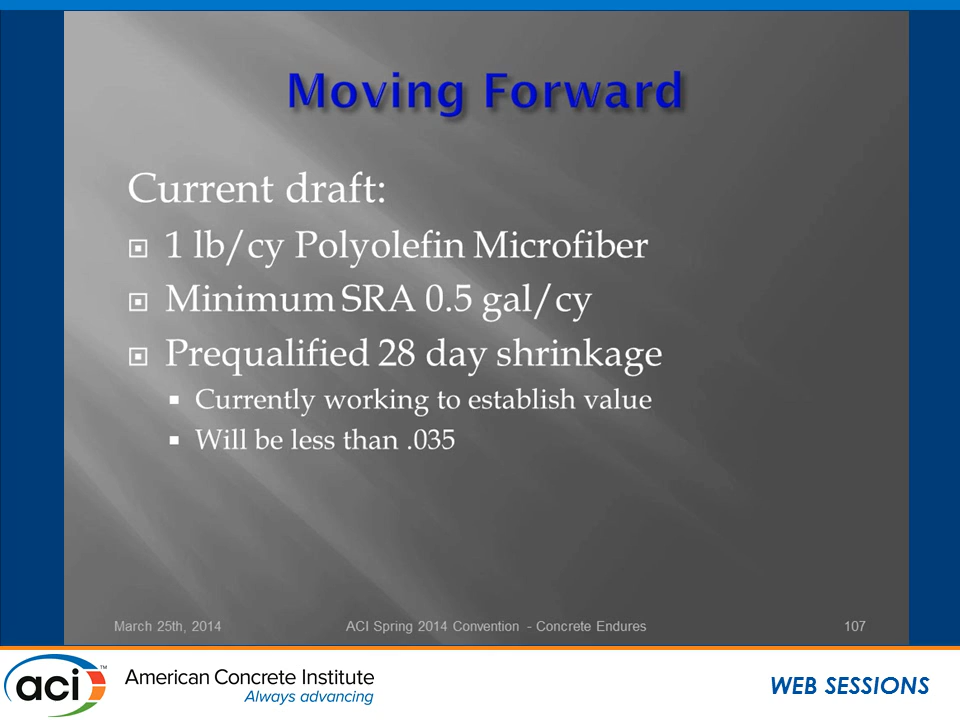 Moving Forward
Current draft:
1 lb/cy Polyolefin Microfiber
Minimum SRA 0.5 gal/cy
Prequalified 28 day shrinkage
Currently working to establish value
Will be less than .035
March 25th, 2014 ACI Spring 2014 Convention - Concrete Endures 107
aci™ American Concrete Institute
Always advancing
WEB SESSIONS